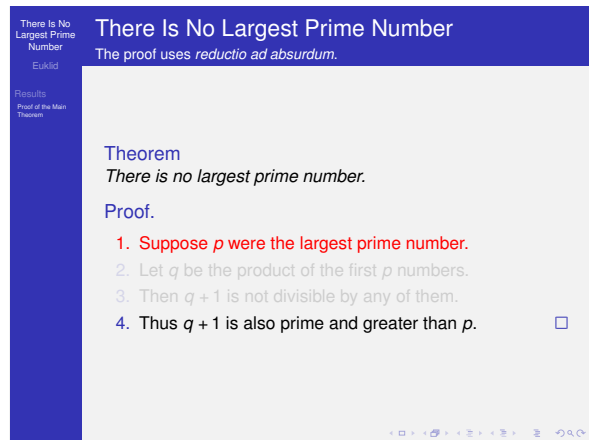 There Is No
Largest Prime
Number
Euklid
Results
Proof of the Main
Theorem
There Is No Largest Prime Number
The proof uses reductio ad absurdum.
Theorem
There is no largest prime number.
Proof.
1. Suppose p were the largest prime number.
2. Let q be the product of the first p numbers.
3. Then q + 1 is not divisible by any of them.
4. Thus q + 1 is also prime and greater than p. □